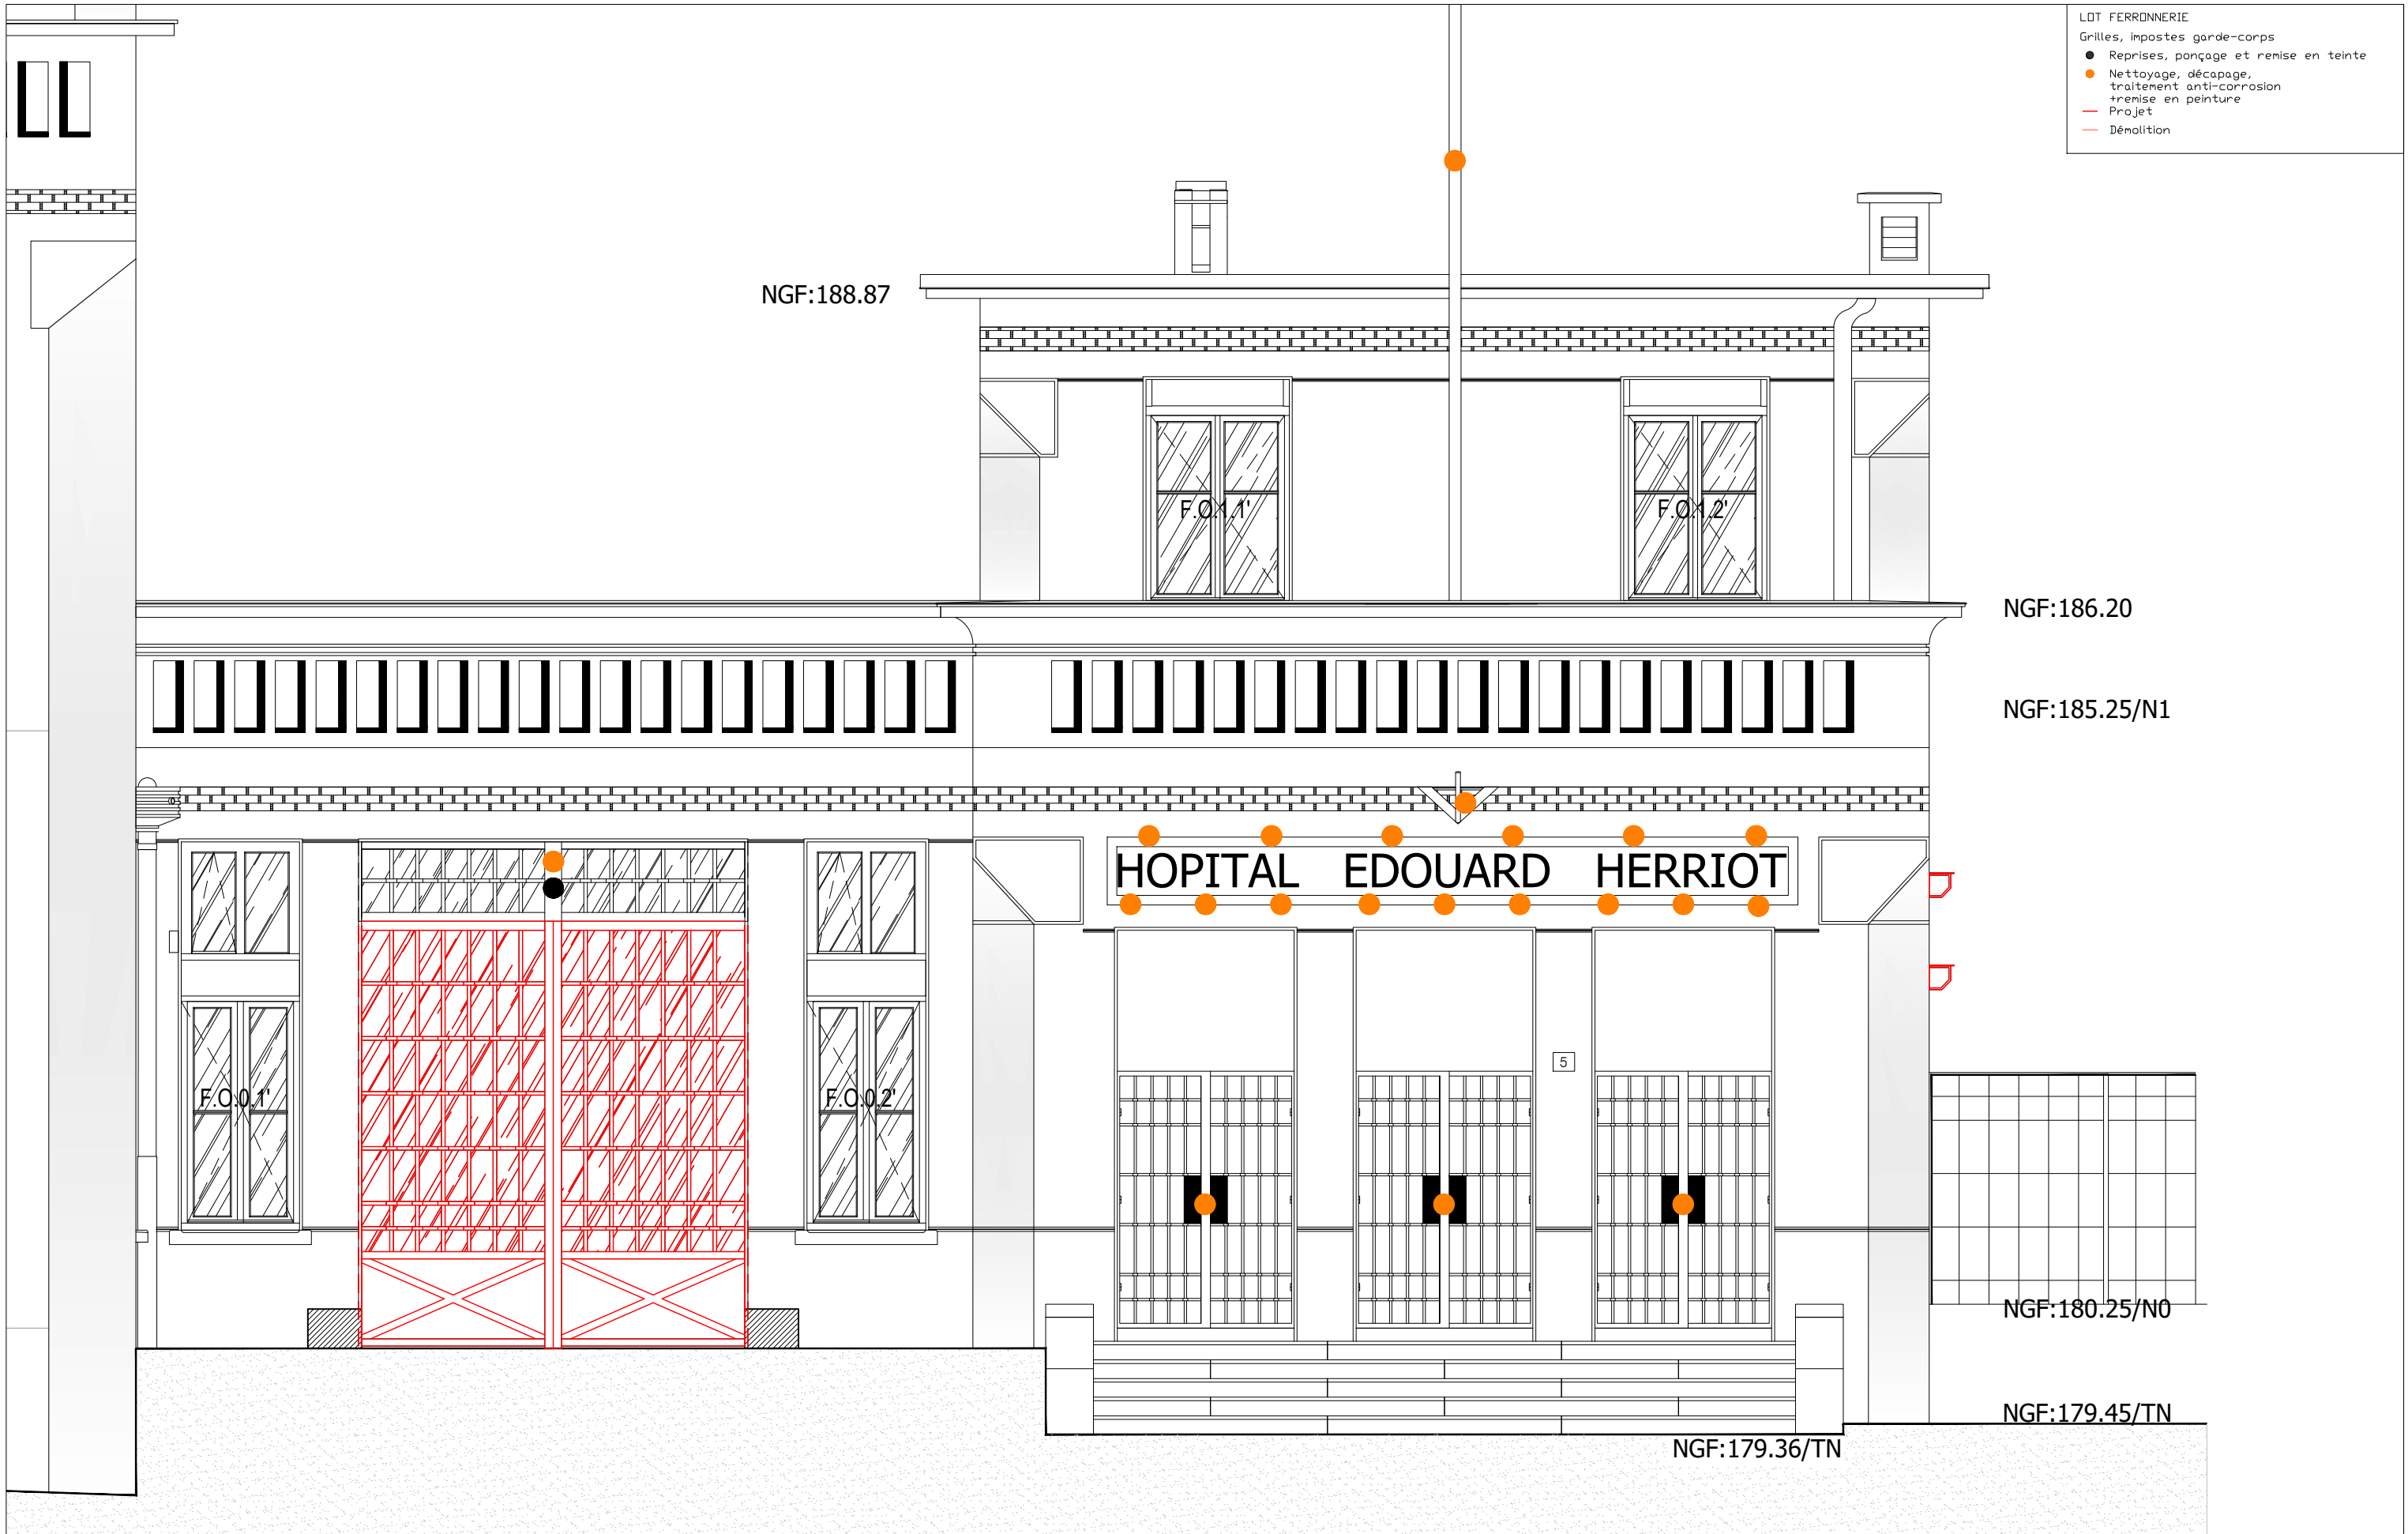 LOT FERRONNERIE
Grilles, impostes garde-corps
Reprises, ponçage et remise en teinte
Nettoyage, décapage,
traitement anti-corrosion
+remise en peinture
Projet
Démolition
NGF:188.87
F.O.1.1'
F.O.1.2'
NGF:186.20
NGF:185.25/N1
HOPITAL EDOUARD HERRIOT
5
F.O.0.1'
F.O.0.2'
NGF:180.25/N0
NGF:179.45/TN
NGF:179.36/TN